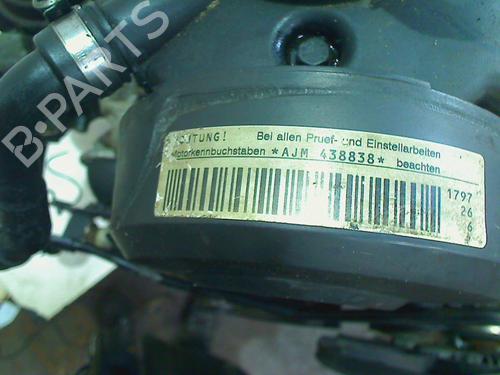 ACHTUNG! Bei allen Pruef- und Einstellarbeiten
Motorkennbuchstaben *AJM 438838* beachten
1797
26
6
B-PARTS